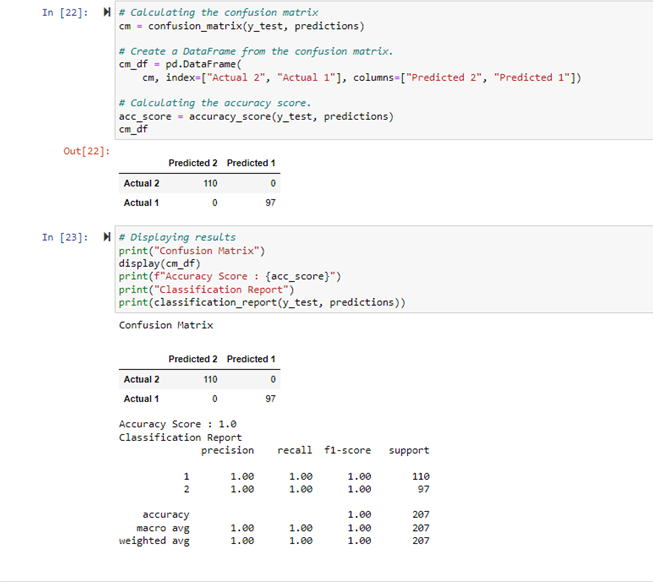 In [22]: # Calculating the confusion matrix
cm = confusion_matrix(y_test, predictions)
# Create a DataFrame from the confusion matrix.
cm_df = pd.DataFrame(
cm, index=["Actual 2", "Actual 1"], columns=["Predicted 2", "Predicted 1"])
# Calculating the accuracy score.
acc_score = accuracy_score(y_test, predictions)
cm_df
Out[22]:
Predicted 2 Predicted 1
Actual 2 110 0
Actual 1 0 97
In [23]: # Displaying results
print("Confusion Matrix")
display(cm_df)
print(f"Accuracy Score : {acc_score}")
print("Classification Report")
print(classification_report(y_test, predictions))
Confusion Matrix
Predicted 2 Predicted 1
Actual 2 110 0
Actual 1 0 97
Accuracy Score : 1.0
Classification Report
precision recall f1-score support
1 1.00 1.00 1.00 110
2 1.00 1.00 1.00 97
accuracy 1.00 207
macro avg 1.00 1.00 1.00 207
weighted avg 1.00 1.00 1.00 207